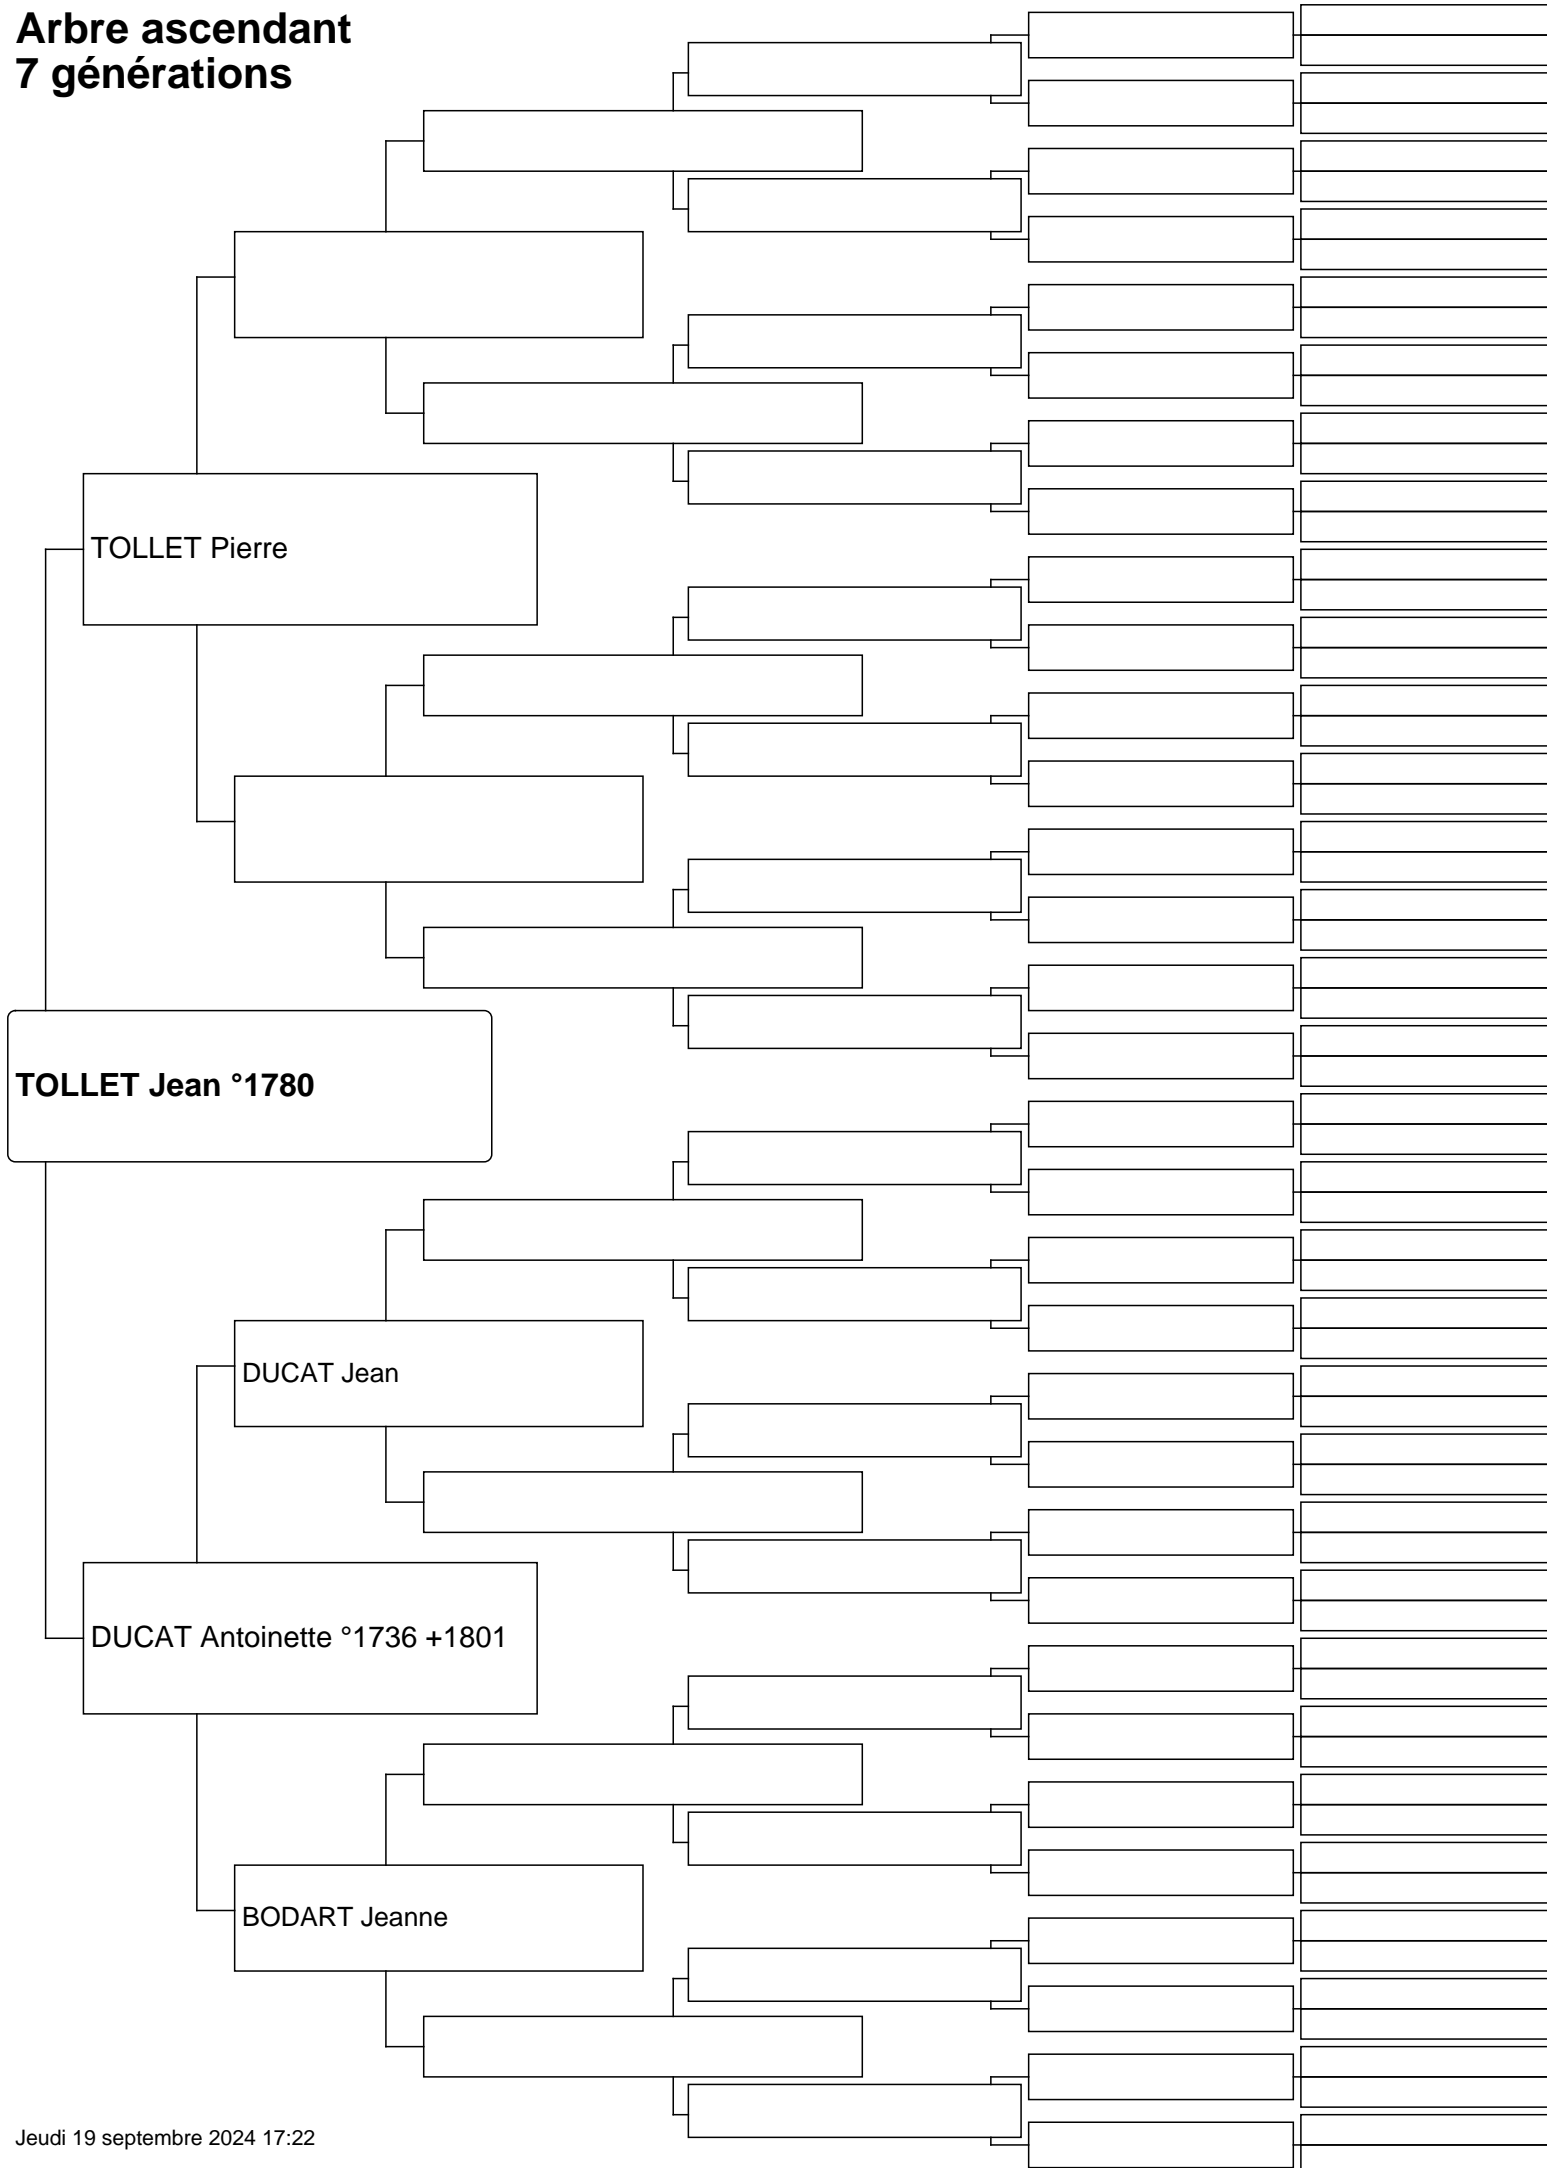 Arbre ascendant
7 générations
TOLLET Pierre
TOLLET Jean °1780
DUCAT Jean
DUCAT Antoinette °1736 +1801
BODART Jeanne
Jeudi 19 septembre 2024 17:22